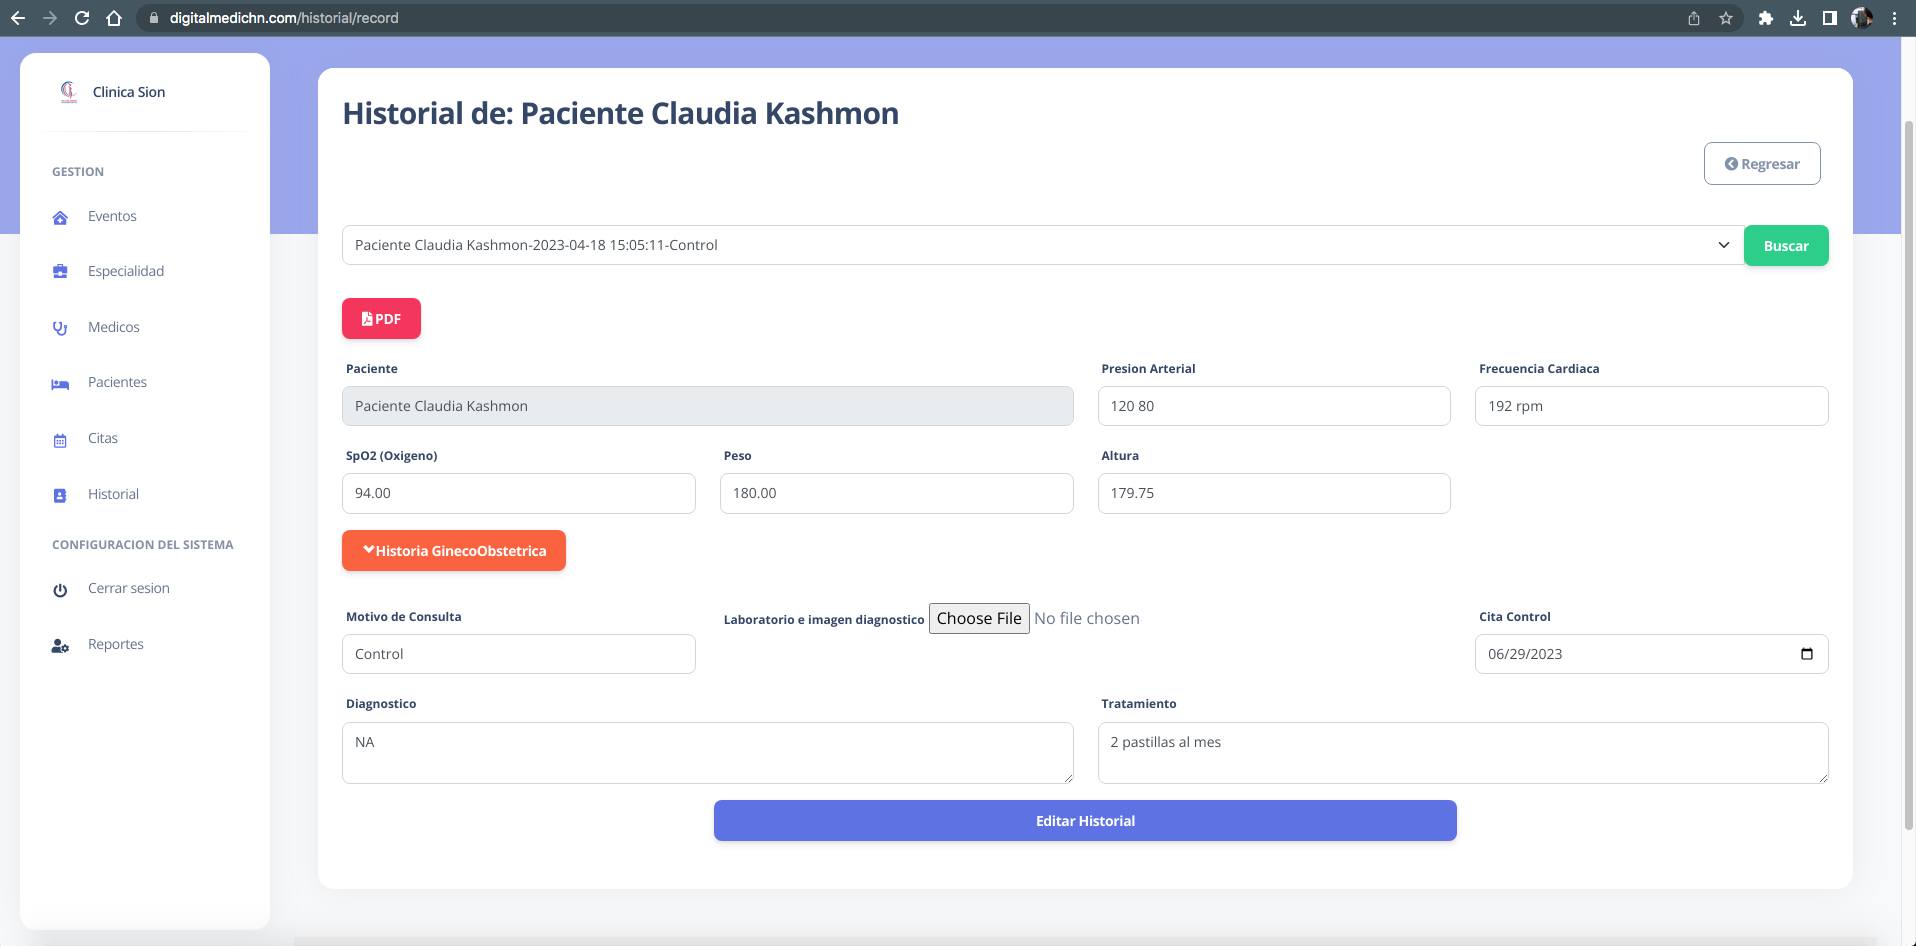 digitalmedichn.com/historial/record
Clinica Sion
GESTION
Eventos
Especialidad
Medicos
Pacientes
Citas
Historial
CONFIGURACION DEL SISTEMA
Cerrar sesion
Reportes
Historial de: Paciente Claudia Kashmon
Regresar
Paciente Claudia Kashmon-2023-04-18 15:05:11-Control
Buscar
PDF
Paciente
Presion Arterial
Frecuencia Cardiaca
Paciente Claudia Kashmon
120 80
192 rpm
SpO2 (Oxigeno)
Peso
Altura
94.00
180.00
179.75
Historia GinecoObstetrica
Motivo de Consulta
Laboratorio e imagen diagnostico Choose File No file chosen
Cita Control
Control
06/29/2023
Diagnostico
Tratamiento
NA
2 pastillas al mes
Editar Historial